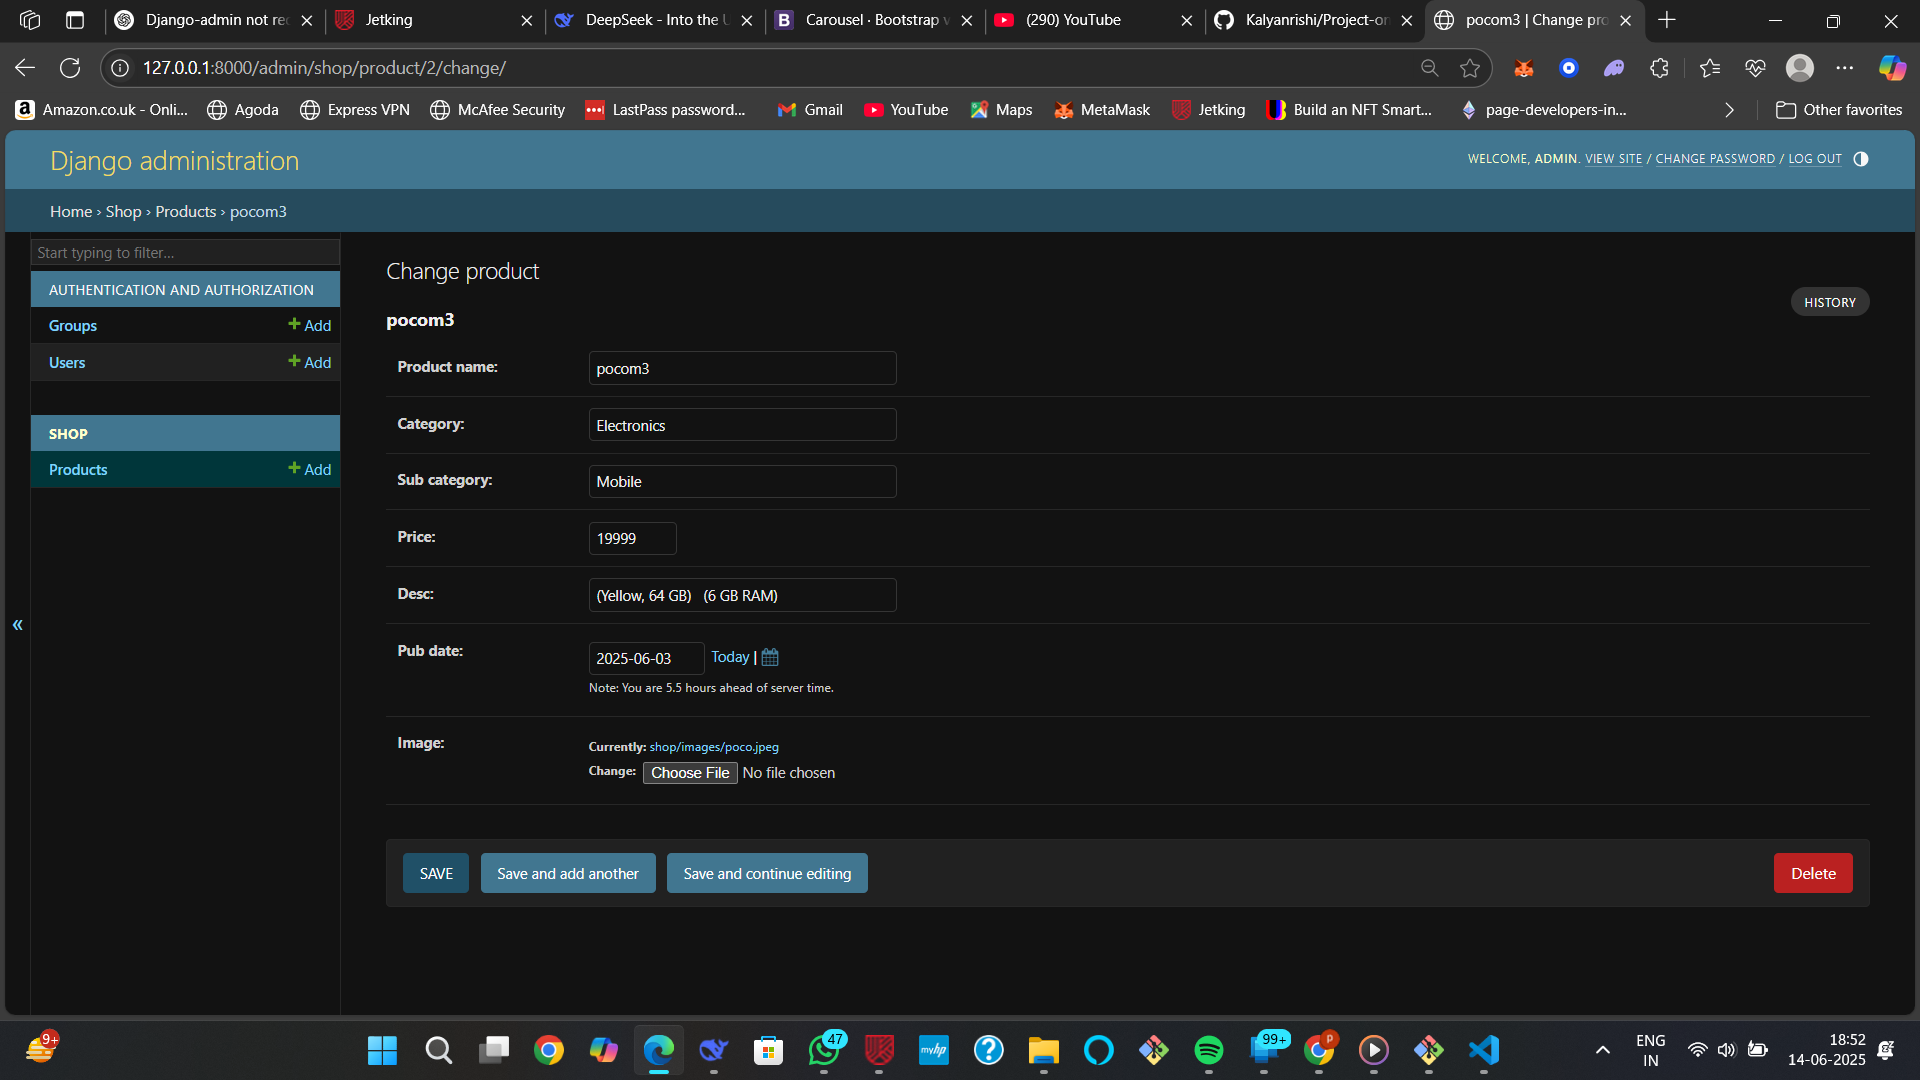 Django-admin not rec
Jetking
DeepSeek - Into the U
Carousel · Bootstrap v
(290) YouTube
Kalyanrishi/Project-on
pocom3 | Change pro
127.0.0.1:8000/admin/shop/product/2/change/
Amazon.co.uk - Onli...
Agoda
Express VPN
McAfee Security
LastPass password...
Gmail
YouTube
Maps
MetaMask
Jetking
Build an NFT Smart...
page-developers-in...
Other favorites
Django administration
WELCOME, ADMIN. VIEW SITE / CHANGE PASSWORD / LOG OUT
Home › Shop › Products › pocom3
Start typing to filter...
AUTHENTICATION AND AUTHORIZATION
Groups
+ Add
Users
+ Add
SHOP
Products
+ Add
«
Change product
HISTORY
pocom3
Product name:
pocom3
Category:
Electronics
Sub category:
Mobile
Price:
19999
Desc:
(Yellow, 64 GB)   (6 GB RAM)
Pub date:
2025-06-03
Today |
Note: You are 5.5 hours ahead of server time.
Image:
Currently: shop/images/poco.jpeg
Change: Choose File No file chosen
SAVE
Save and add another
Save and continue editing
Delete
9+
47
myhp
99+
P
ENG
IN
18:52
14-06-2025